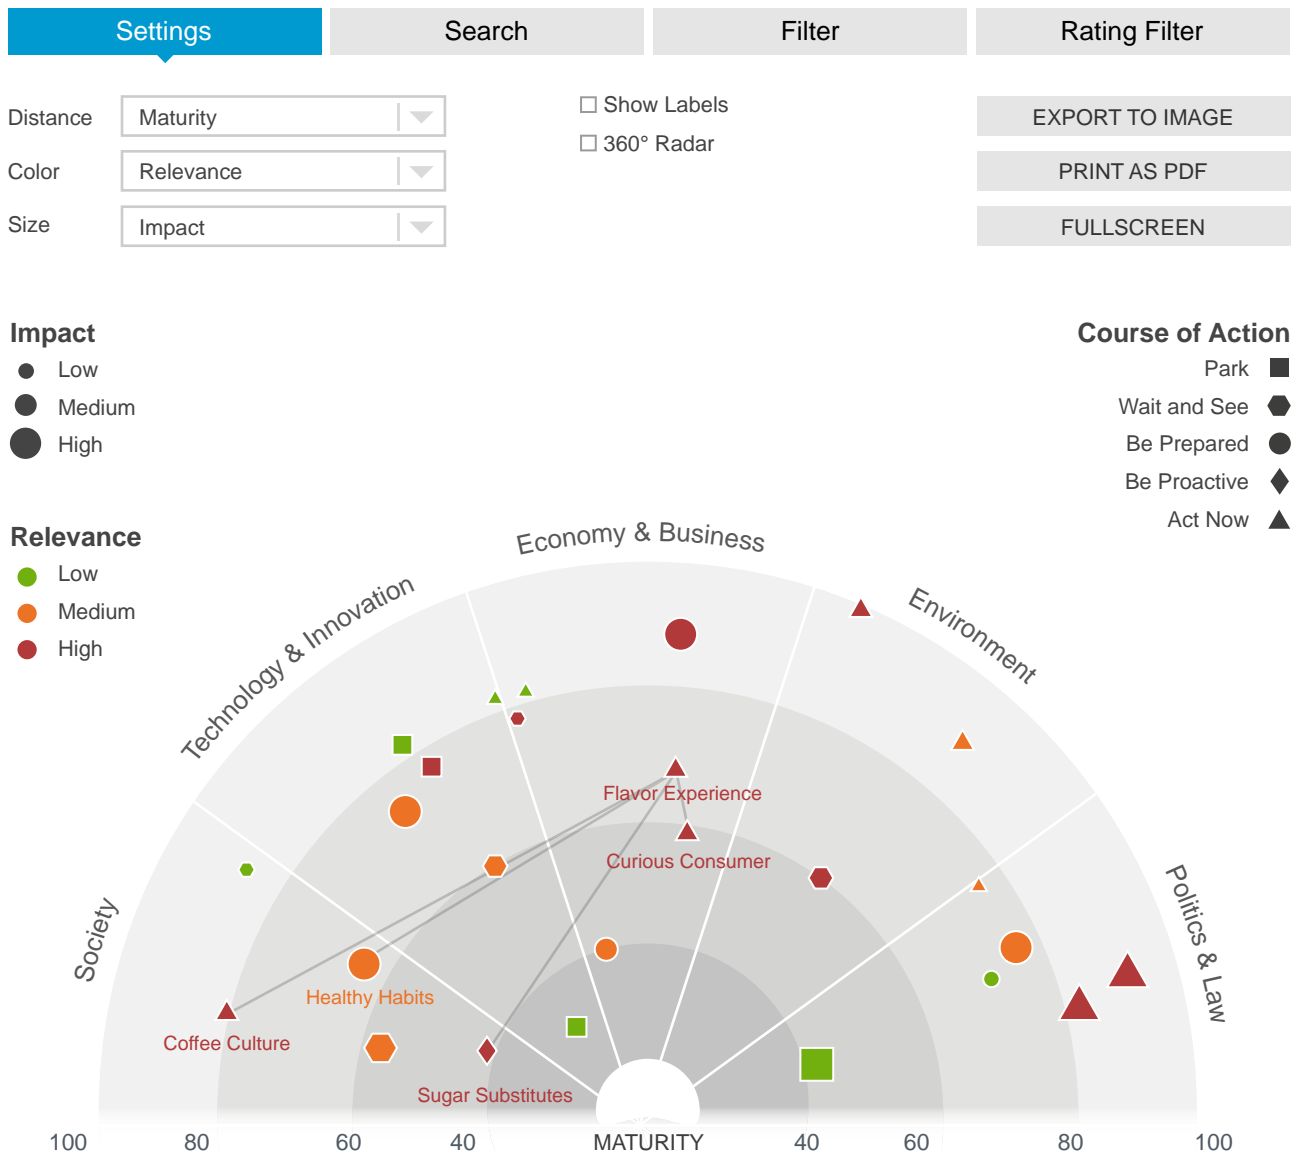 Settings
Search
Filter
Rating Filter
Distance
Maturity
Show Labels
EXPORT TO IMAGE
360° Radar
Color
Relevance
PRINT AS PDF
Size
Impact
FULLSCREEN
Impact
Low
Medium
High
Course of Action
Park
Wait and See
Be Prepared
Be Proactive
Act Now
Relevance
Low
Medium
High
Economy & Business
Technology & Innovation
Environment
Society
Politics & Law
Flavor Experience
Curious Consumer
Healthy Habits
Coffee Culture
Sugar Substitutes
100 80 60 40 MATURITY 40 60 80 100